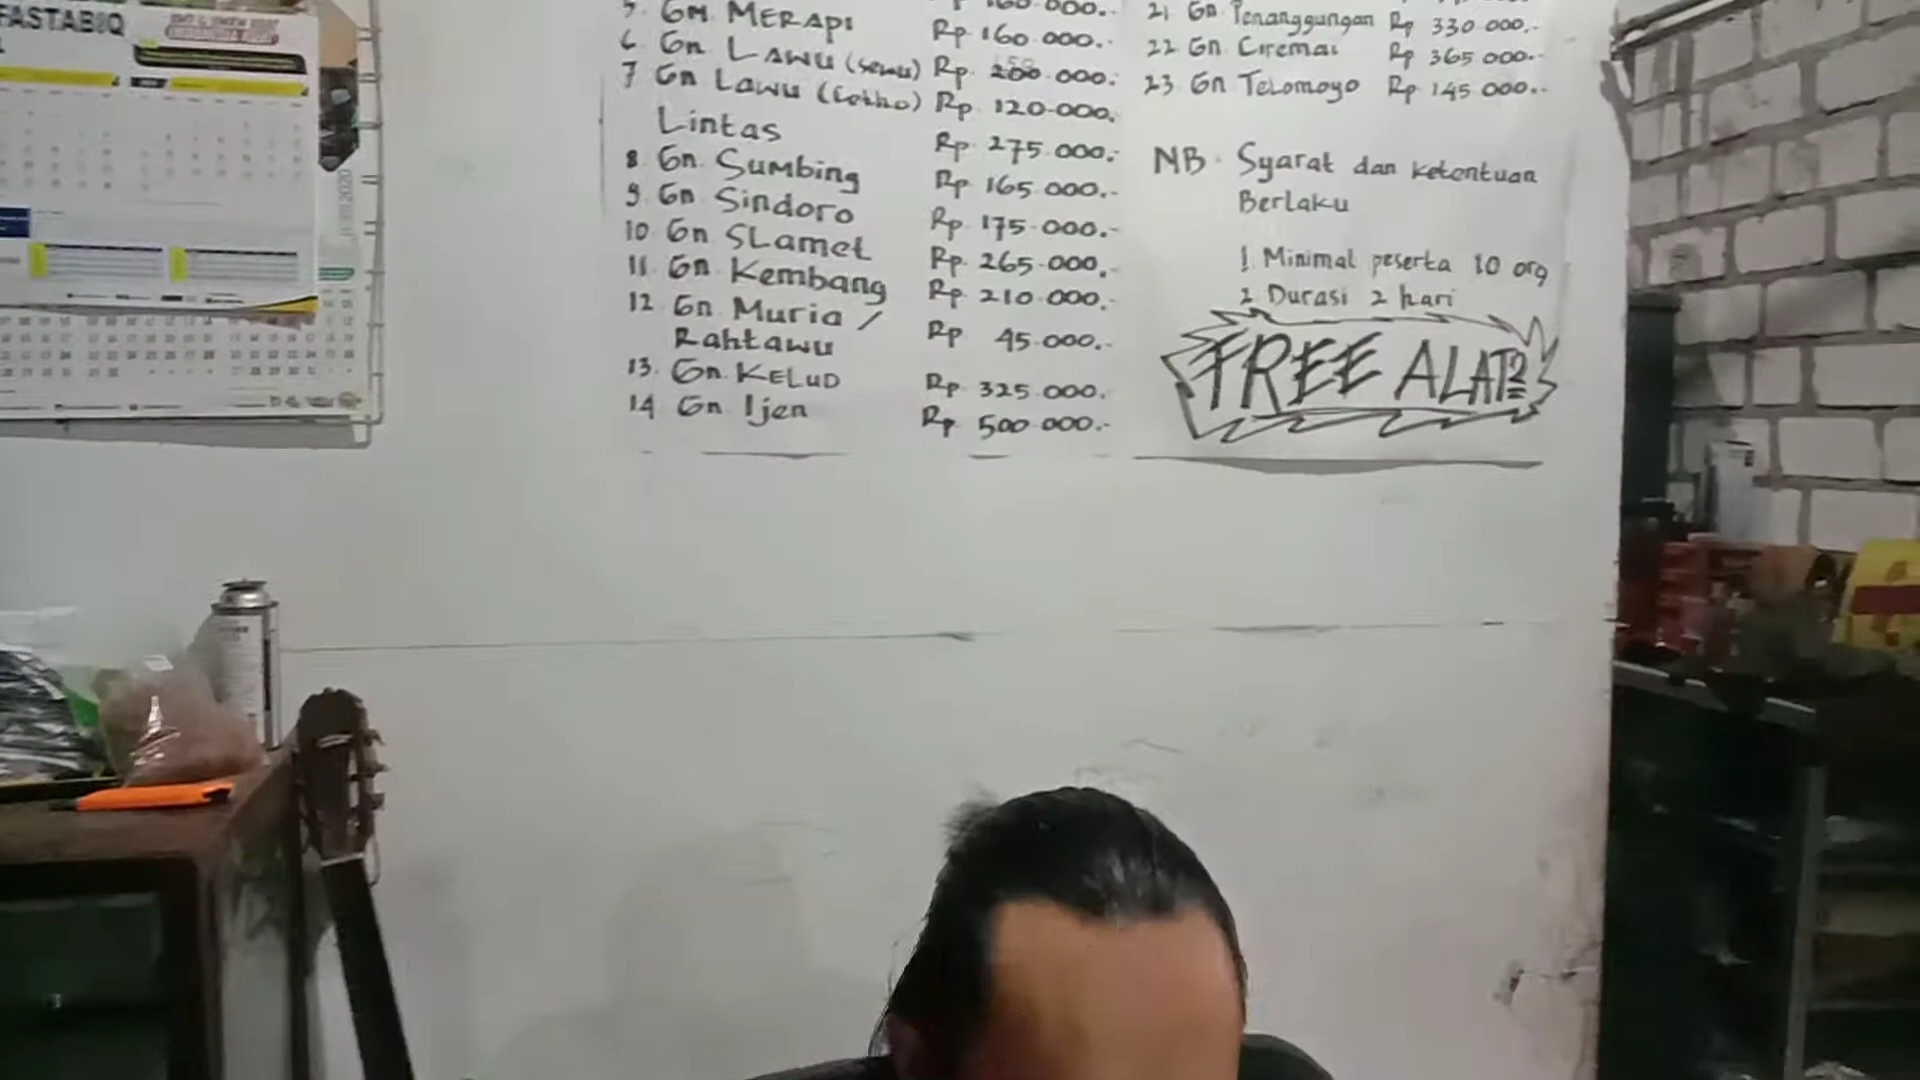 FASTABIQ
5. Gn. MERAPI Rp 160.000.-
6 Gn LAWU (sewu) Rp. 200.000.-
7 Gn Lawu (Cetho) Rp 120.000.
Lintas Rp 275.000.-
8 Gn. Sumbing Rp 165.000.-
9. Gn Sindoro Rp 175.000.-
10 Gn SLamet Rp. 265.000.-
11. Gn Kembang Rp 210.000.-
12 Gn Muria /
Rahtawu Rp 45.000.-
13. Gn. KELUD Rp 325.000.
14 Gn Ijen Rp 500.000.-
21 Gn Penanggungan Rp 330.000.-
22 Gn. Ciremai Rp 365.000.-
23. Gn TeLomoyo Rp 145.000.-
NB. Syarat dan ketentuan
Berlaku
1. Minimal peserta 10 org
2 Durasi 2 hari
FREE ALAT2